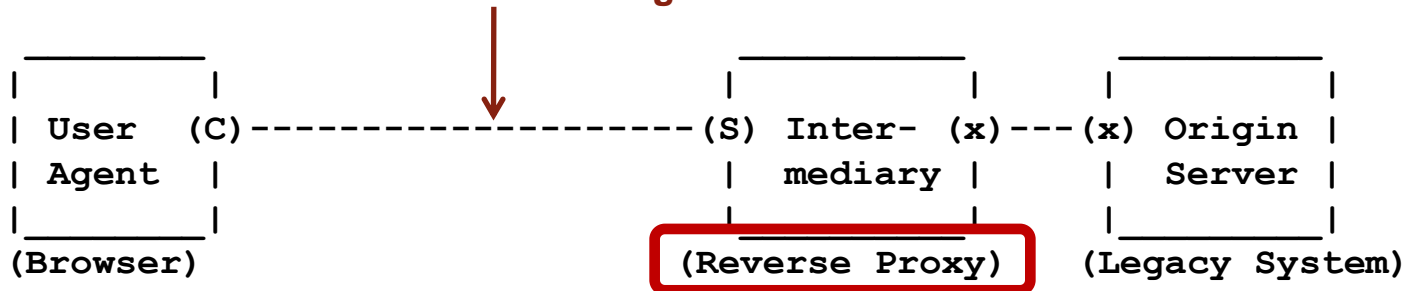 | User (C)--------------------(S) Inter- (x)---(x) Origin |
| Agent | | mediary | | Server |
(Browser) (Reverse Proxy) (Legacy System)